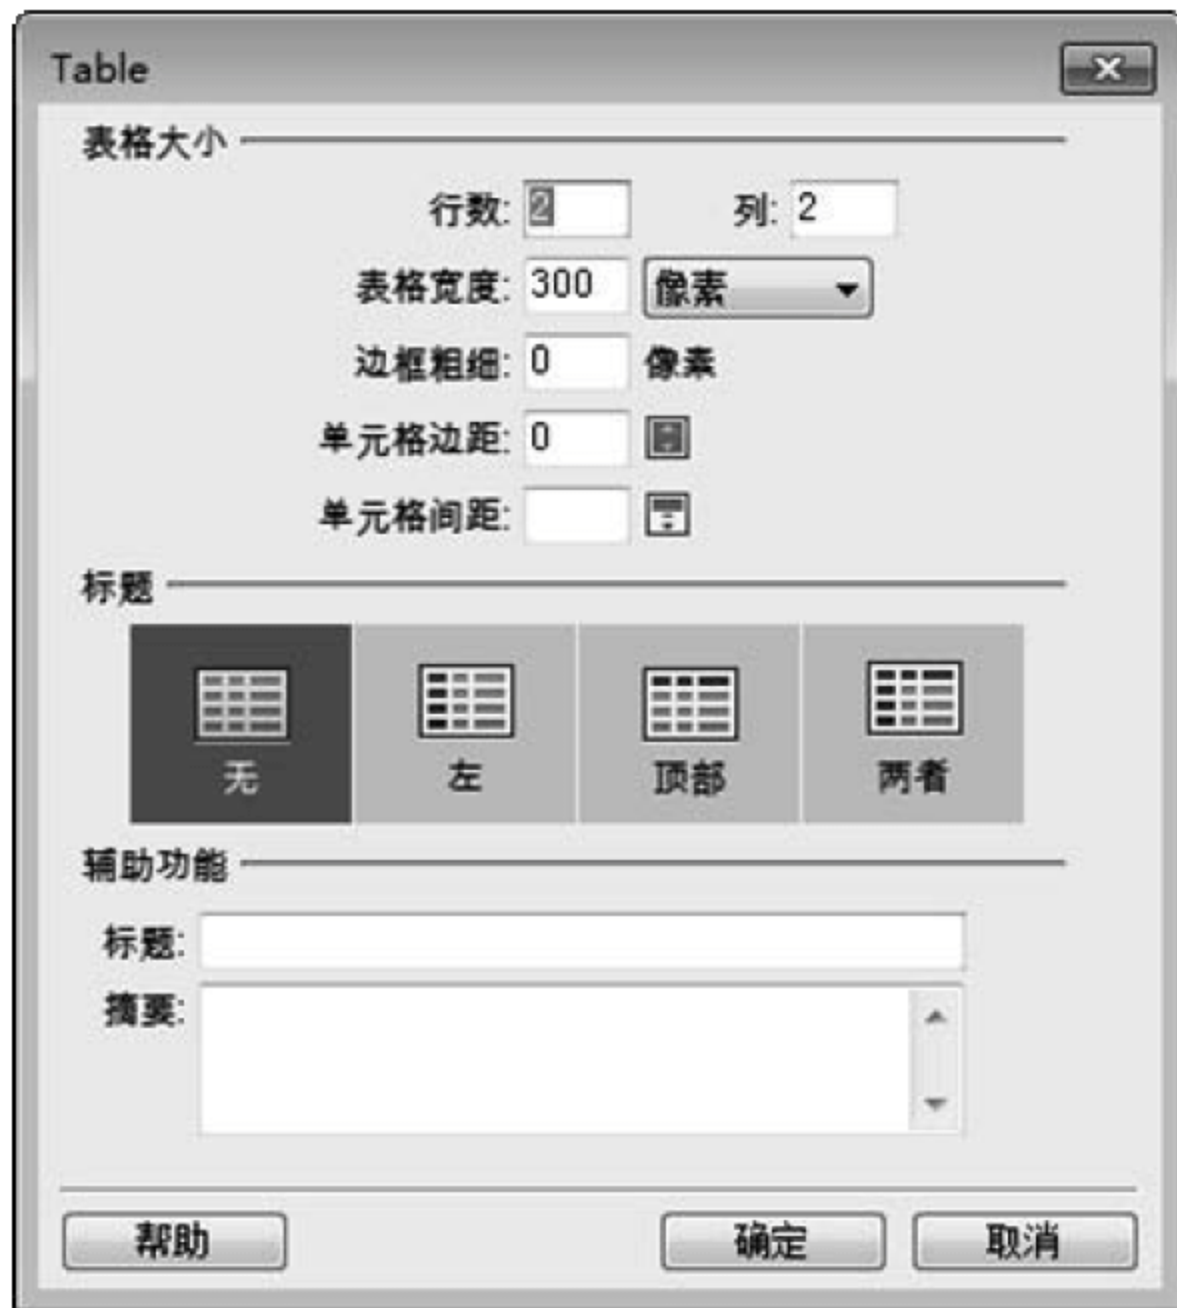 Table
表格大小
行数: 2 列: 2
表格宽度: 300 像素
边框粗细: 0 像素
单元格边距: 0
单元格间距:
标题
无 左 顶部 两者
辅助功能
标题:
摘要:
帮助 确定 取消